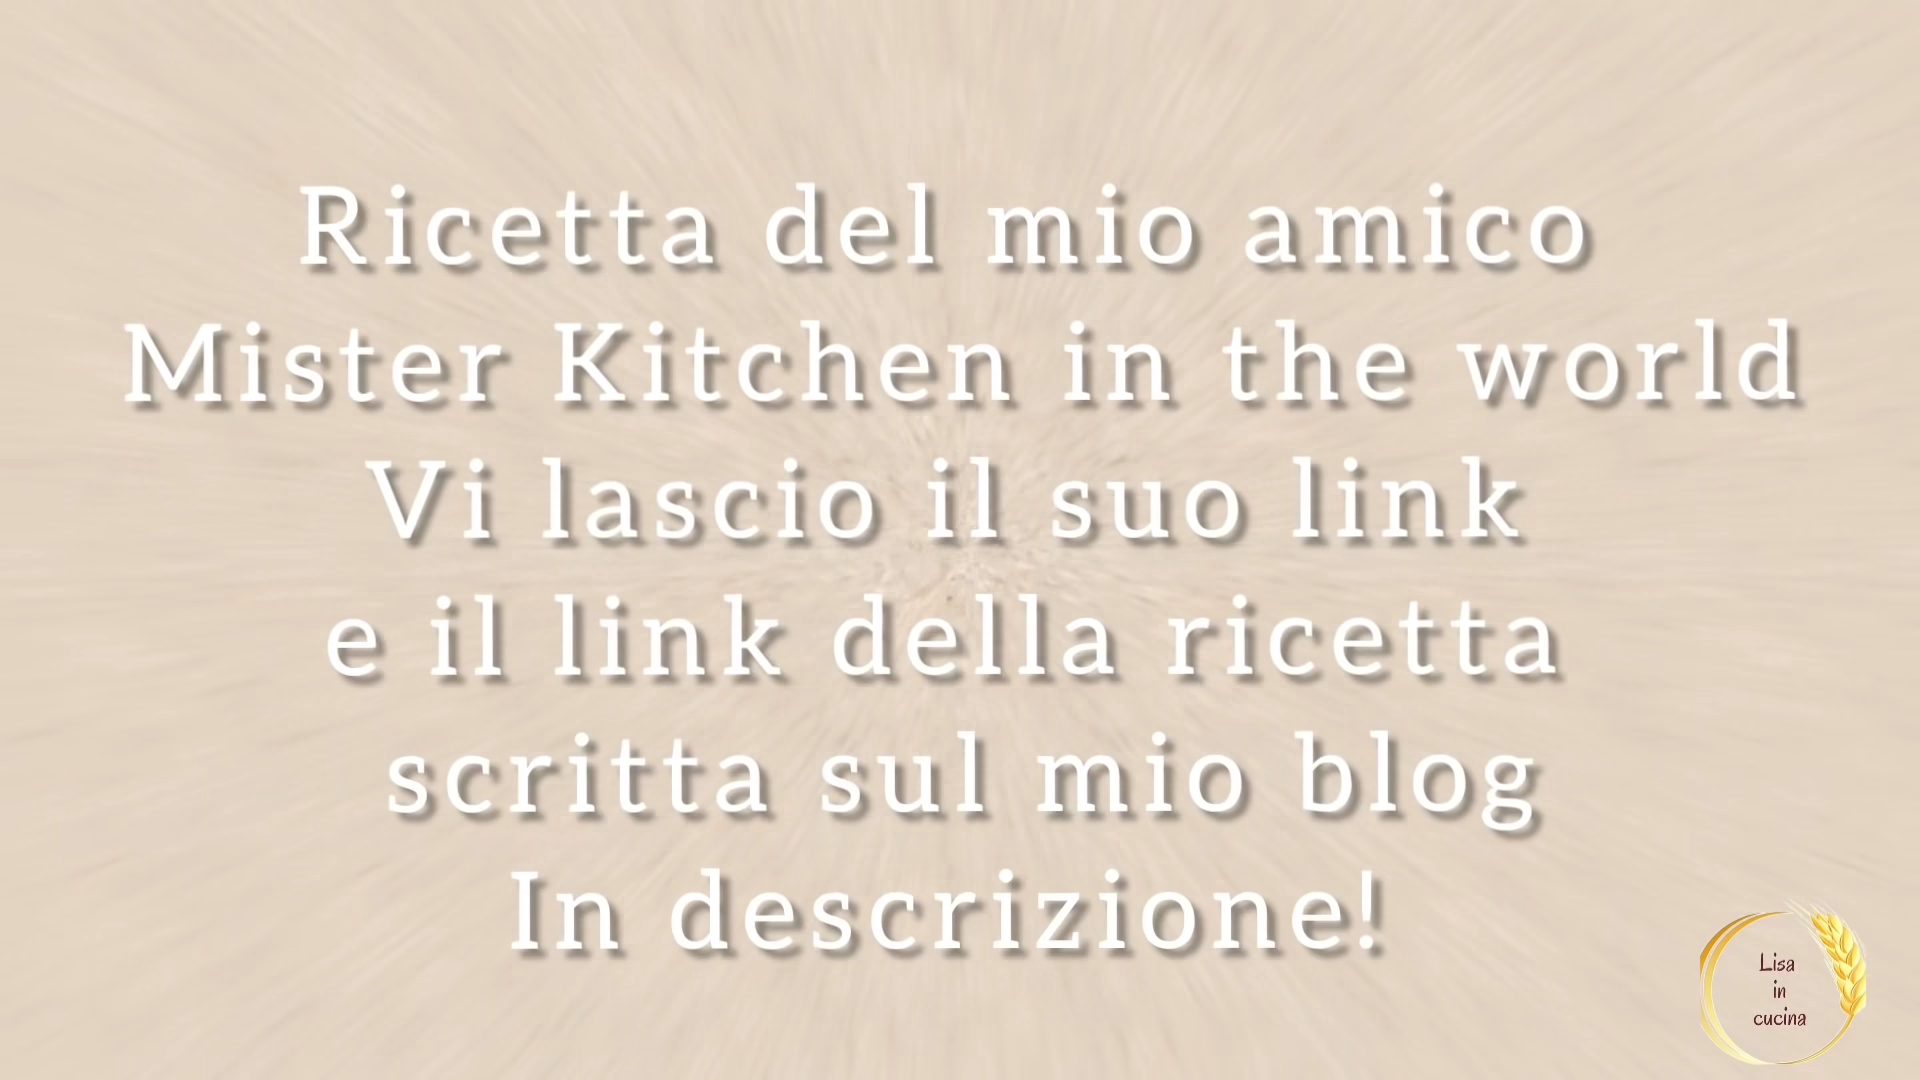 Ricetta del mio amico
Mister Kitchen in the world
Vi lascio il suo link
e il link della ricetta
scritta sul mio blog
In descrizione!
Lisa
in
cucina